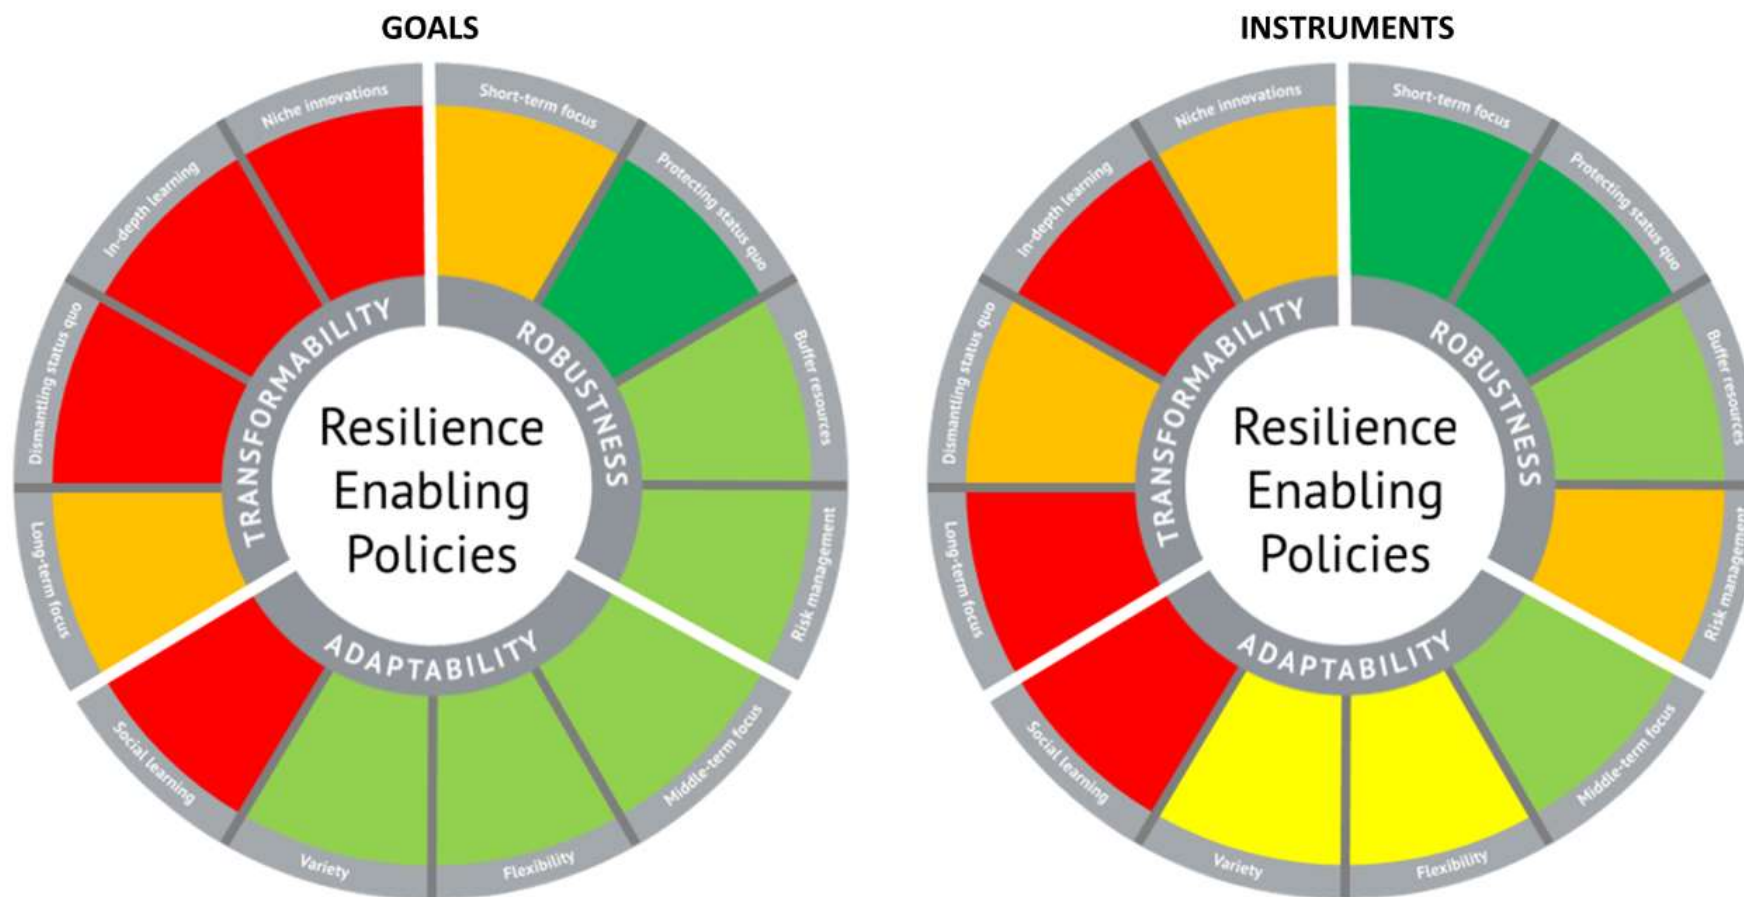 GOALS
Niche innovations
Short-term focus
In-depth learning
Protecting status quo
Dismantling status quo
Buffer resources
Long-term focus
Risk management
Social learning
Middle-term focus
Variety
Flexibility
TRANSFORMABILITY
ROBUSTNESS
ADAPTABILITY
Resilience
Enabling
Policies
INSTRUMENTS
Niche innovations
Short-term focus
In-depth learning
Protecting status quo
Dismantling status quo
Buffer resources
Long-term focus
Risk management
Social learning
Middle-term focus
Variety
Flexibility
TRANSFORMABILITY
ROBUSTNESS
ADAPTABILITY
Resilience
Enabling
Policies